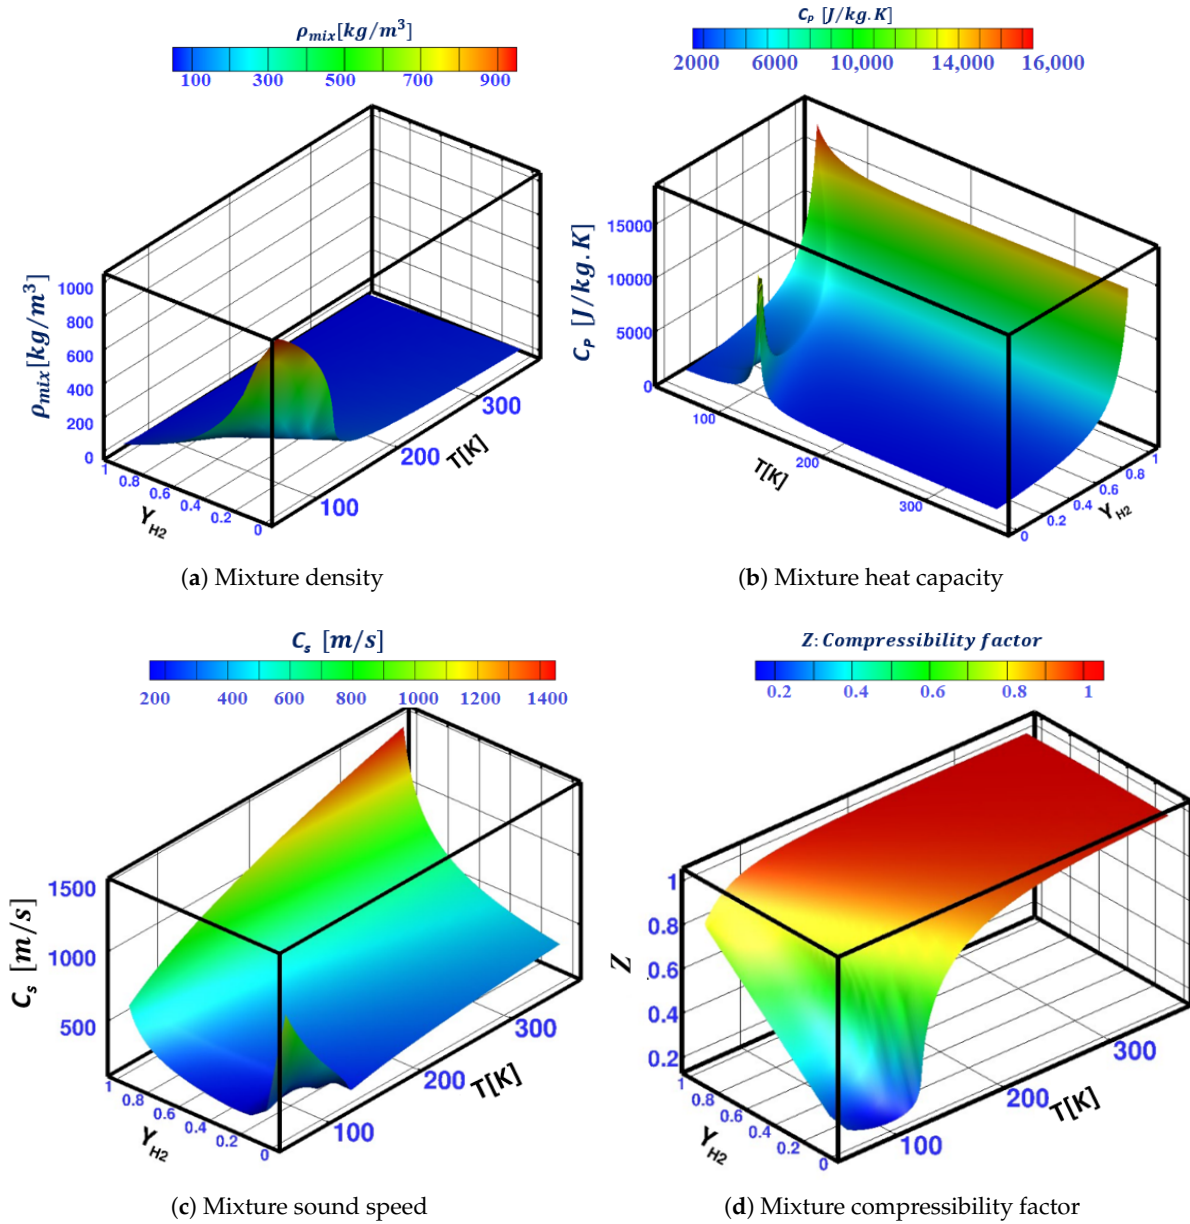 ρmix[kg/m³]
100 300 500 700 900
ρmix[kg/m³]
1000
800
600
400
200
0
1 0.8 0.6 0.4 0.2 0
YH2
100 200 300
T[K]
(a) Mixture density
CP [J/kg.K]
2000 6000 10,000 14,000 16,000
CP [J/kg.K]
15000
10000
5000
0
100 200 300
T[K]
0 0.2 0.4 0.6 0.8 1
YH2
(b) Mixture heat capacity
Cs [m/s]
200 400 600 800 1000 1200 1400
Cs [m/s]
1500
1000
500
1 0.8 0.6 0.4 0.2 0
YH2
100 200 300
T[K]
(c) Mixture sound speed
Z: Compressibility factor
0.2 0.4 0.6 0.8 1
Z
1
0.8
0.6
0.4
0.2
1 0.8 0.6 0.4 0.2 0
YH2
100 200 300
T[K]
(d) Mixture compressibility factor